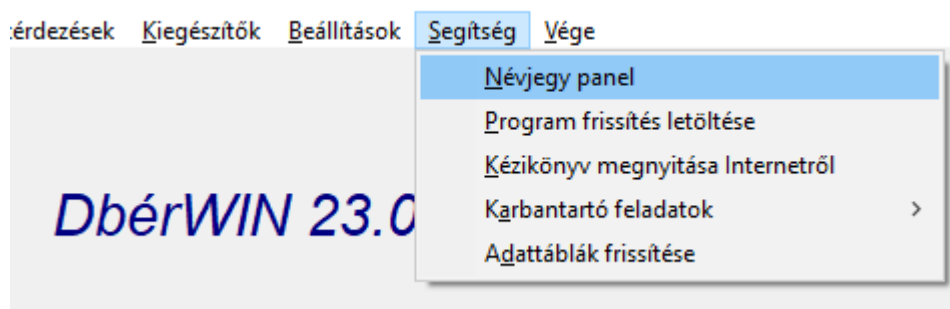 érdezések Kiegészítők Beállítások Segítség Vége
Névjegy panel
Program frissítés letöltése
Kézikönyv megnyitása Internetről
Karbantartó feladatok
Adattáblák frissítése
DbérWIN 23.0